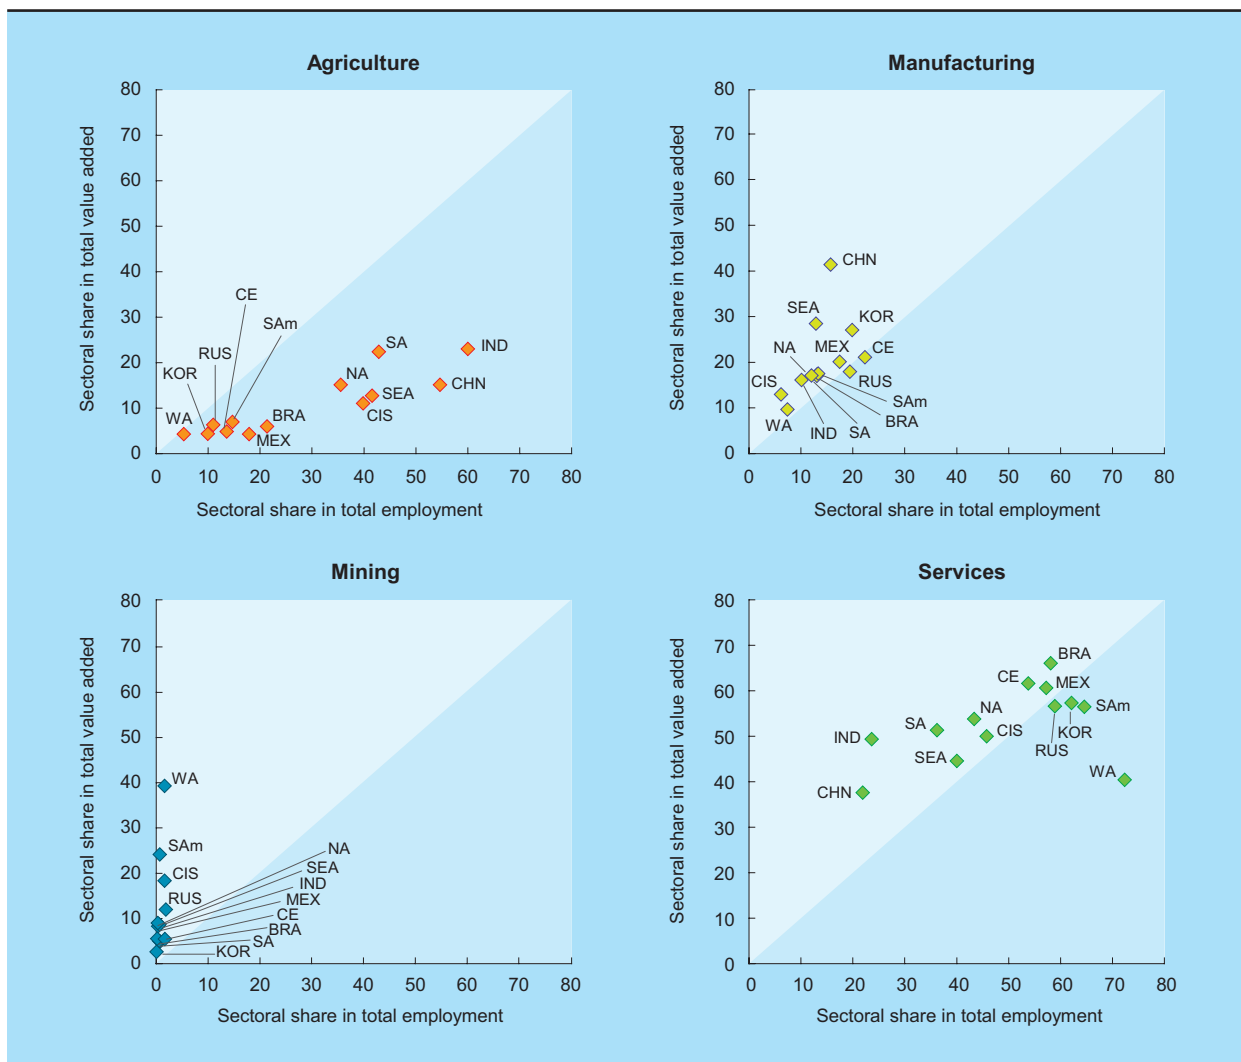 Agriculture
Manufacturing
Sectoral share in total value added
80
70
60
50
40
30
20
10
0
CE
SAm
RUS
KOR
WA
BRA
MEX
NA
SA
SEA
CIS
IND
CHN
0 10 20 30 40 50 60 70 80
Sectoral share in total employment
Sectoral share in total value added
80
70
60
50
40
30
20
10
0
CHN
SEA
KOR
NA
MEX
CE
CIS
RUS
SAm
WA
BRA
IND
SA
0 10 20 30 40 50 60 70 80
Sectoral share in total employment
Mining
Services
Sectoral share in total value added
80
70
60
50
40
30
20
10
0
WA
SAm
CIS
RUS
NA
SEA
IND
MEX
CE
BRA
SA
KOR
0 10 20 30 40 50 60 70 80
Sectoral share in total employment
Sectoral share in total value added
80
70
60
50
40
30
20
10
0
BRA
CE
MEX
NA
SAm
SA
CIS
KOR
IND
RUS
SEA
WA
CHN
0 10 20 30 40 50 60 70 80
Sectoral share in total employment